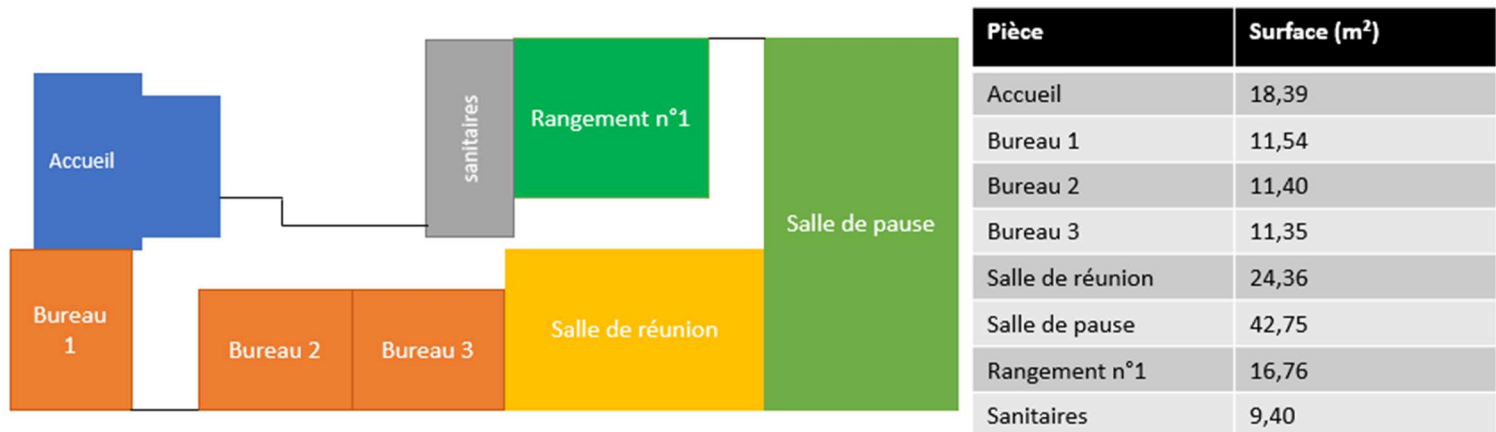 Accueil
sanitaires
Rangement n°1
Salle de pause
Bureau
1
Bureau 2
Bureau 3
Salle de réunion
Pièce Surface (m²)
Accueil 18,39
Bureau 1 11,54
Bureau 2 11,40
Bureau 3 11,35
Salle de réunion 24,36
Salle de pause 42,75
Rangement n°1 16,76
Sanitaires 9,40